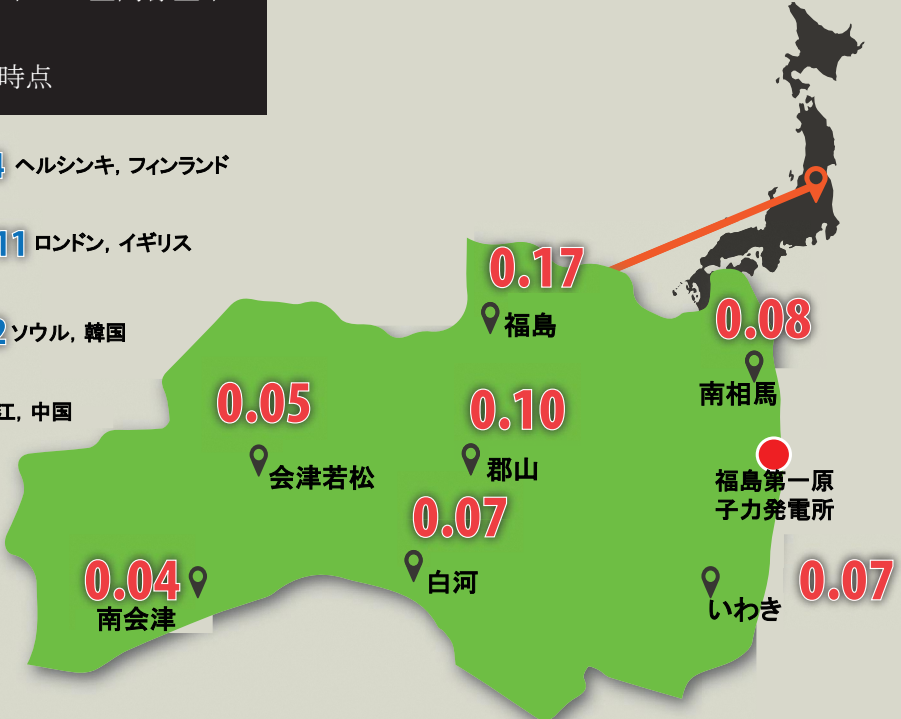 時点
ヘルシンキ, フィンランド
11 ロンドン, イギリス
2 ソウル, 韓国
江, 中国
0.17
福島
0.08
南相馬
0.05
会津若松
0.10
郡山
福島第一原
子力発電所
0.07
白河
0.04
南会津
0.07
いわき